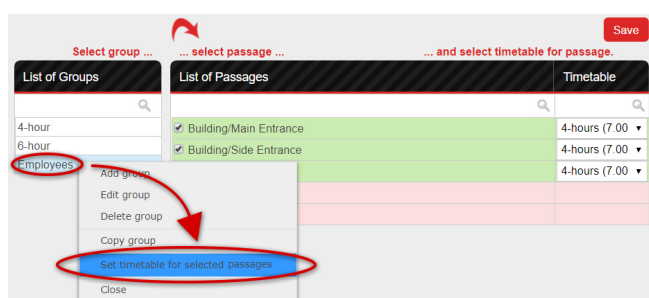 Save
Select group ... ... select passage ... ... and select timetable for passage.
List of Groups List of Passages Timetable
4-hour Building/Main Entrance 4-hours (7.00
6-hour Building/Side Entrance 4-hours (7.00
Employees 4-hours (7.00
Add group
Edit group
Delete group
Copy group
Set timetable for selected passages
Close